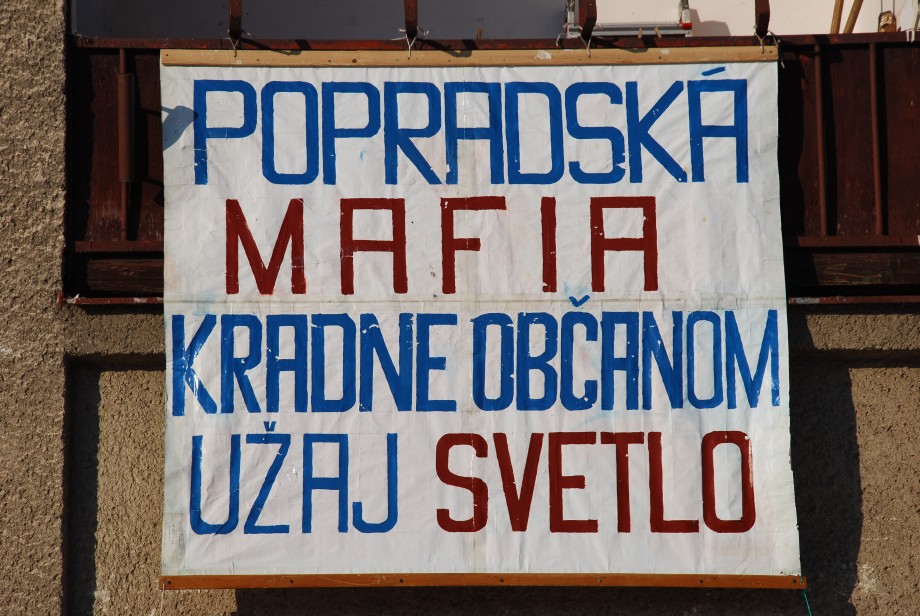 POPRADSKÁ
MAFIA
KRADNE OBČANOM
UŽAJ SVETLO